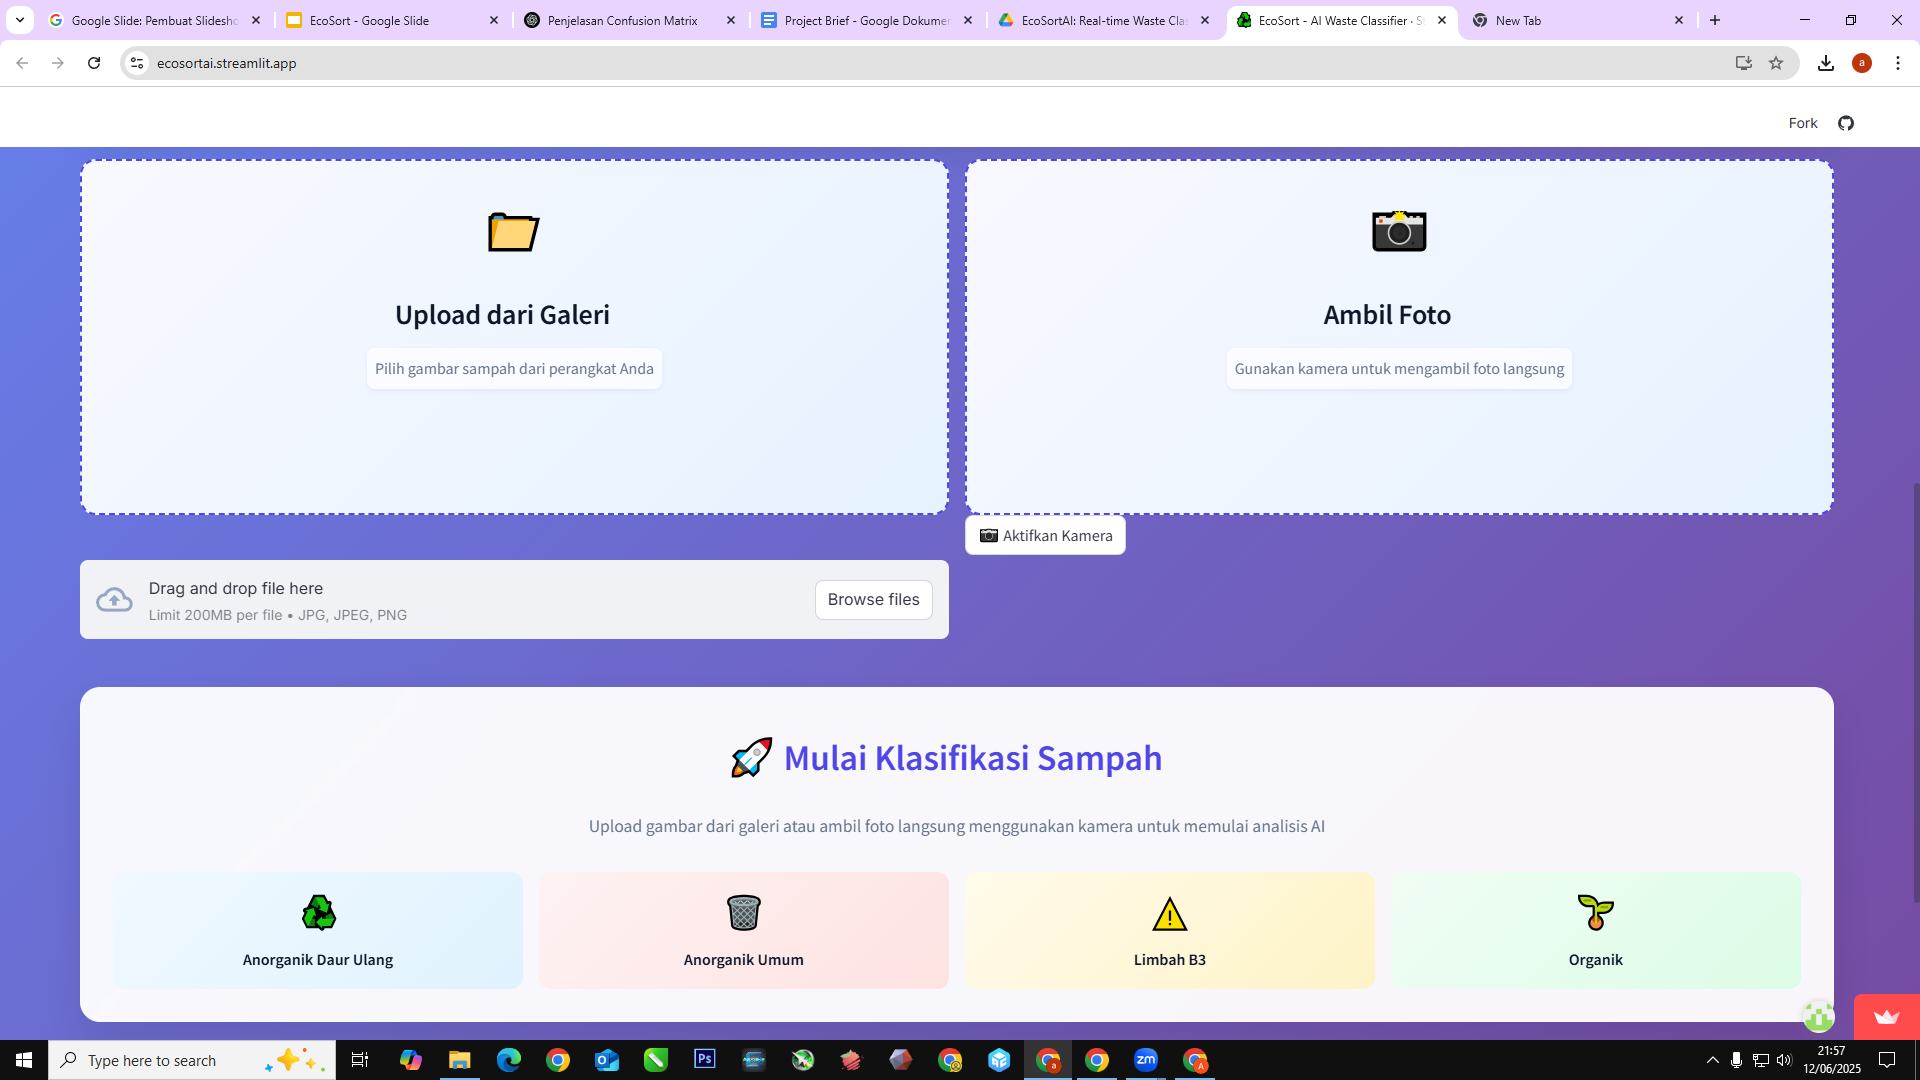 Google Slide: Pembuat Slidesho
EcoSort - Google Slide
Penjelasan Confusion Matrix
Project Brief - Google Dokumen
EcoSortAI: Real-time Waste Clas
EcoSort - AI Waste Classifier · St
New Tab
ecosortai.streamlit.app
a
Fork
Upload dari Galeri
Pilih gambar sampah dari perangkat Anda
Ambil Foto
Gunakan kamera untuk mengambil foto langsung
Aktifkan Kamera
Drag and drop file here
Limit 200MB per file • JPG, JPEG, PNG
Browse files
Mulai Klasifikasi Sampah
Upload gambar dari galeri atau ambil foto langsung menggunakan kamera untuk memulai analisis AI
Anorganik Daur Ulang
Anorganik Umum
Limbah B3
Organik
Type here to search
Ps
zm
a
A
21:57
12/06/2025